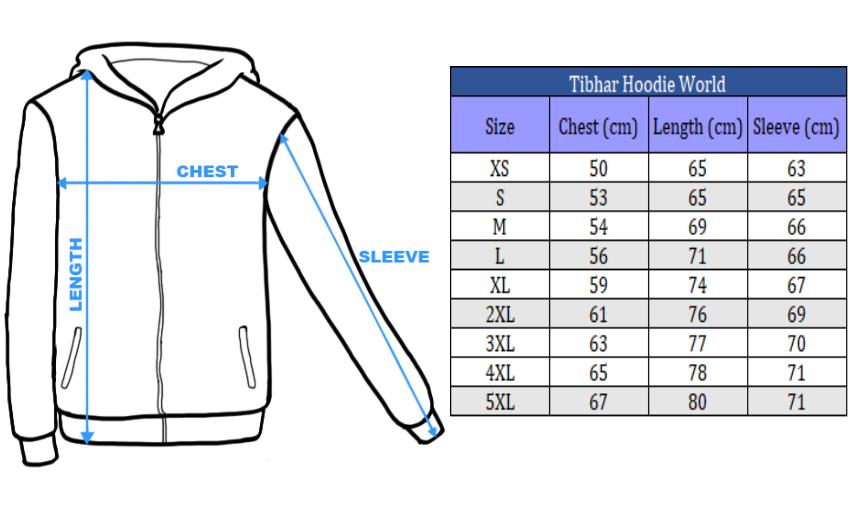 CHEST
LENGTH
SLEEVE
Tibhar Hoodie World
Size Chest (cm) Length (cm) Sleeve (cm)
XS 50 65 63
S 53 65 65
M 54 69 66
L 56 71 66
XL 59 74 67
2XL 61 76 69
3XL 63 77 70
4XL 65 78 71
5XL 67 80 71